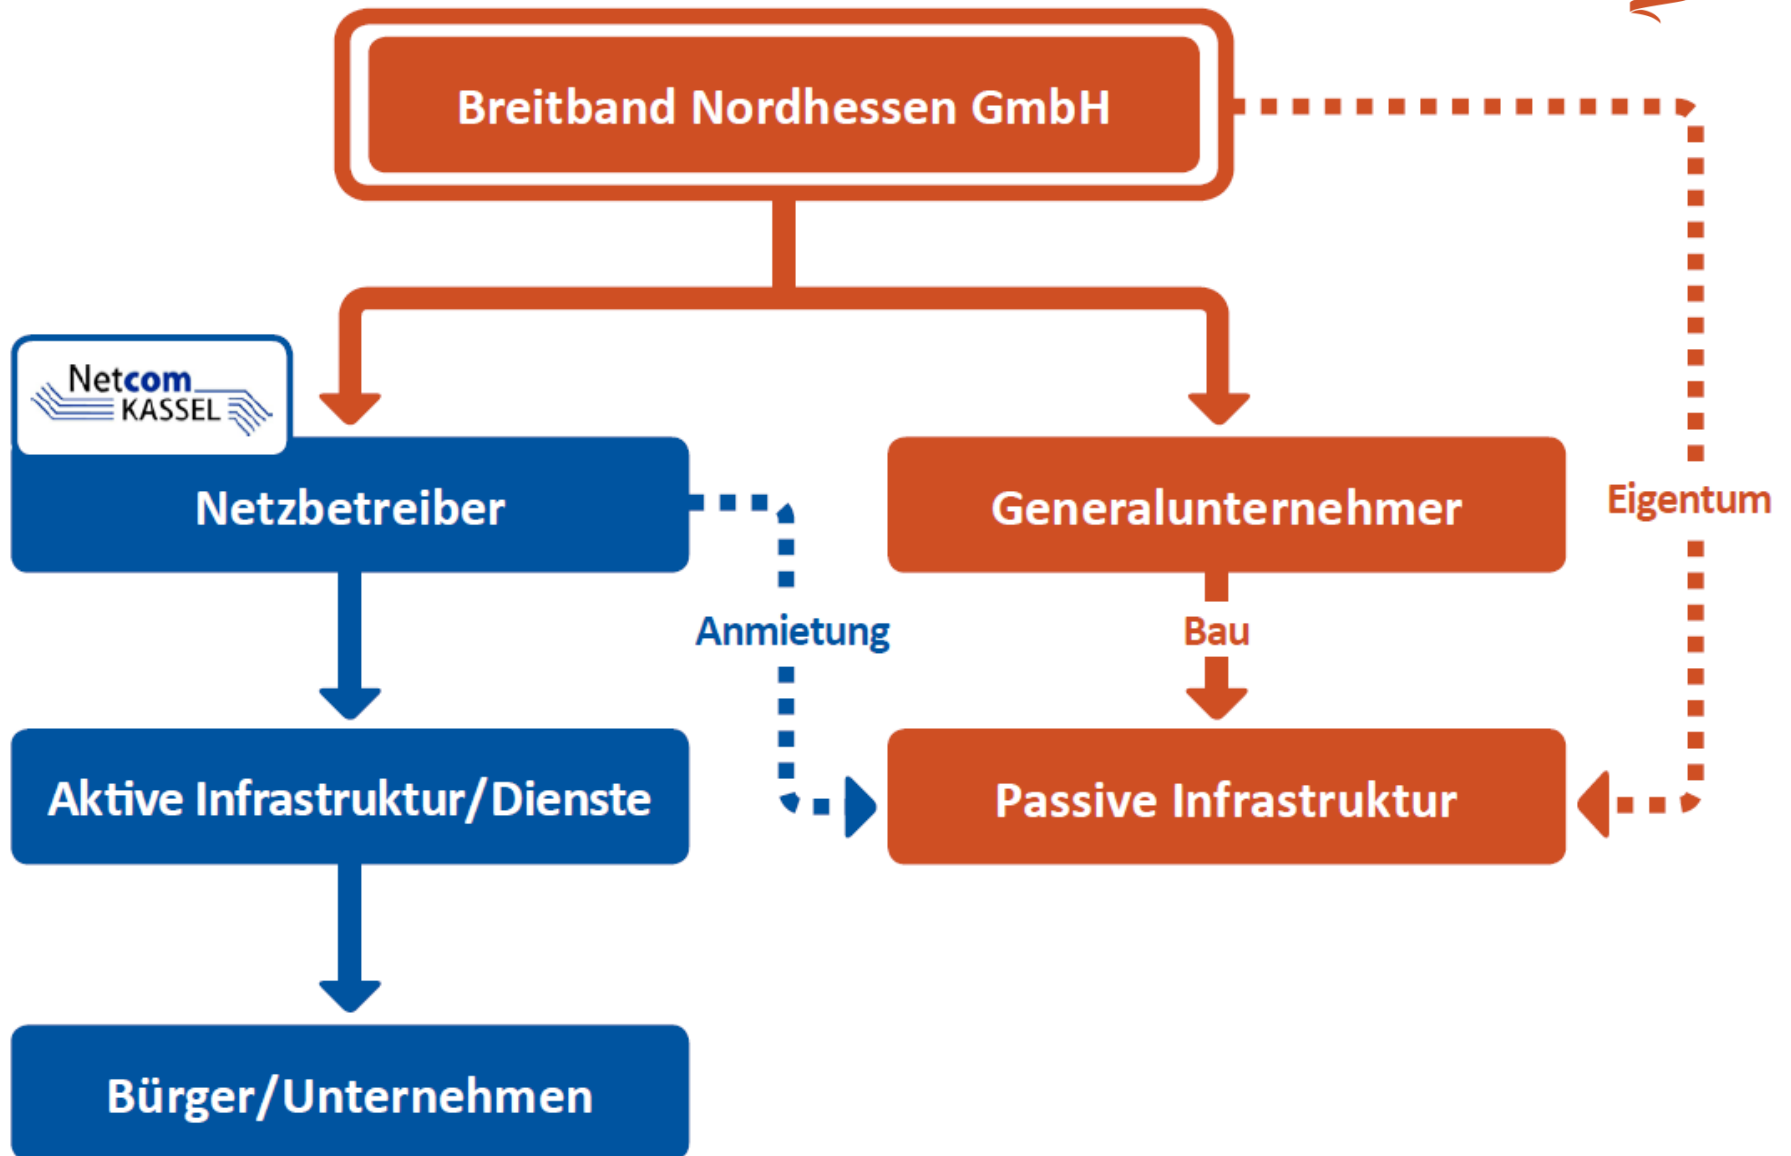 Breitband Nordhessen GmbH
Netcom
KASSEL
Netzbetreiber
Generalunternehmer
Eigentum
Anmietung
Bau
Aktive Infrastruktur/Dienste
Passive Infrastruktur
Bürger/Unternehmen